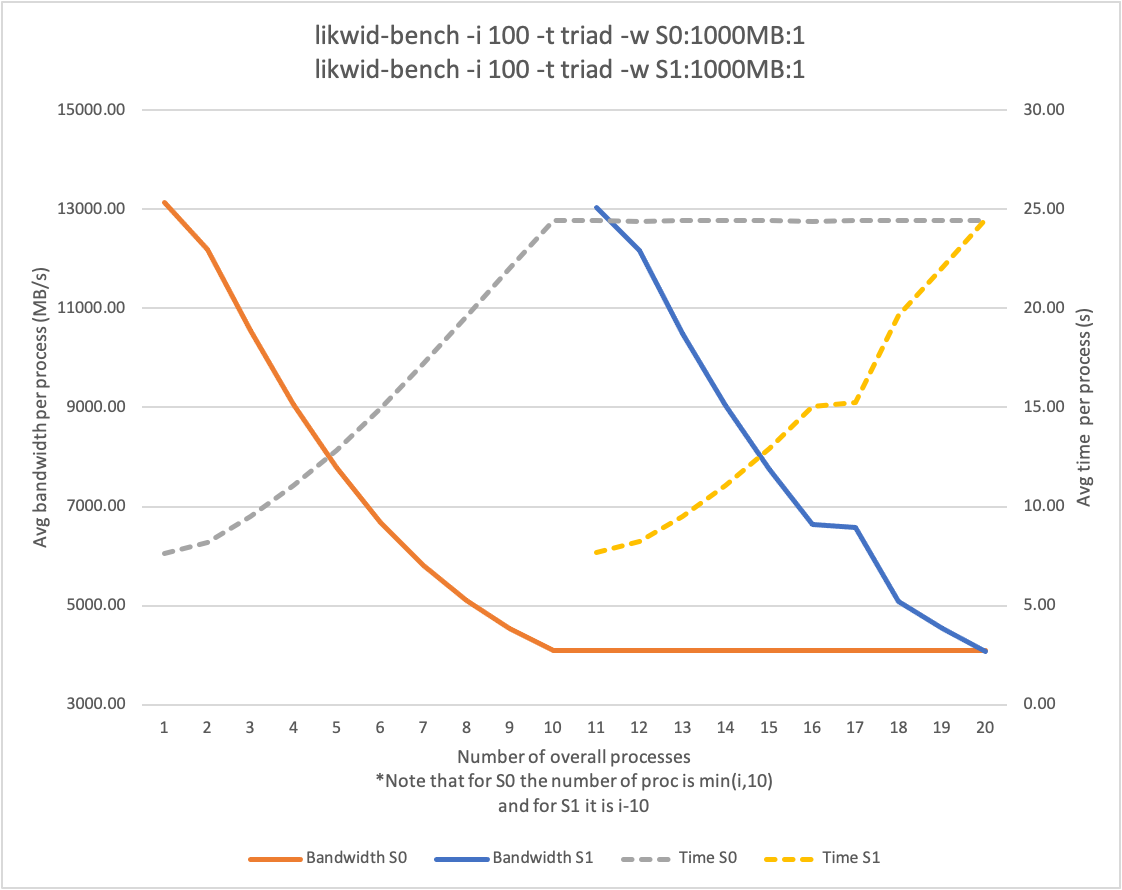 likwid-bench -i 100 -t triad -w S0:1000MB:1
likwid-bench -i 100 -t triad -w S1:1000MB:1
15000.00
13000.00
11000.00
9000.00
7000.00
5000.00
3000.00
Avg bandwidth per process (MB/s)
30.00
25.00
20.00
15.00
10.00
5.00
0.00
Avg time per process (s)
1 2 3 4 5 6 7 8 9 10 11 12 13 14 15 16 17 18 19 20
Number of overall processes
*Note that for S0 the number of proc is min(i,10)
and for S1 it is i-10
Bandwidth S0 Bandwidth S1 Time S0 Time S1